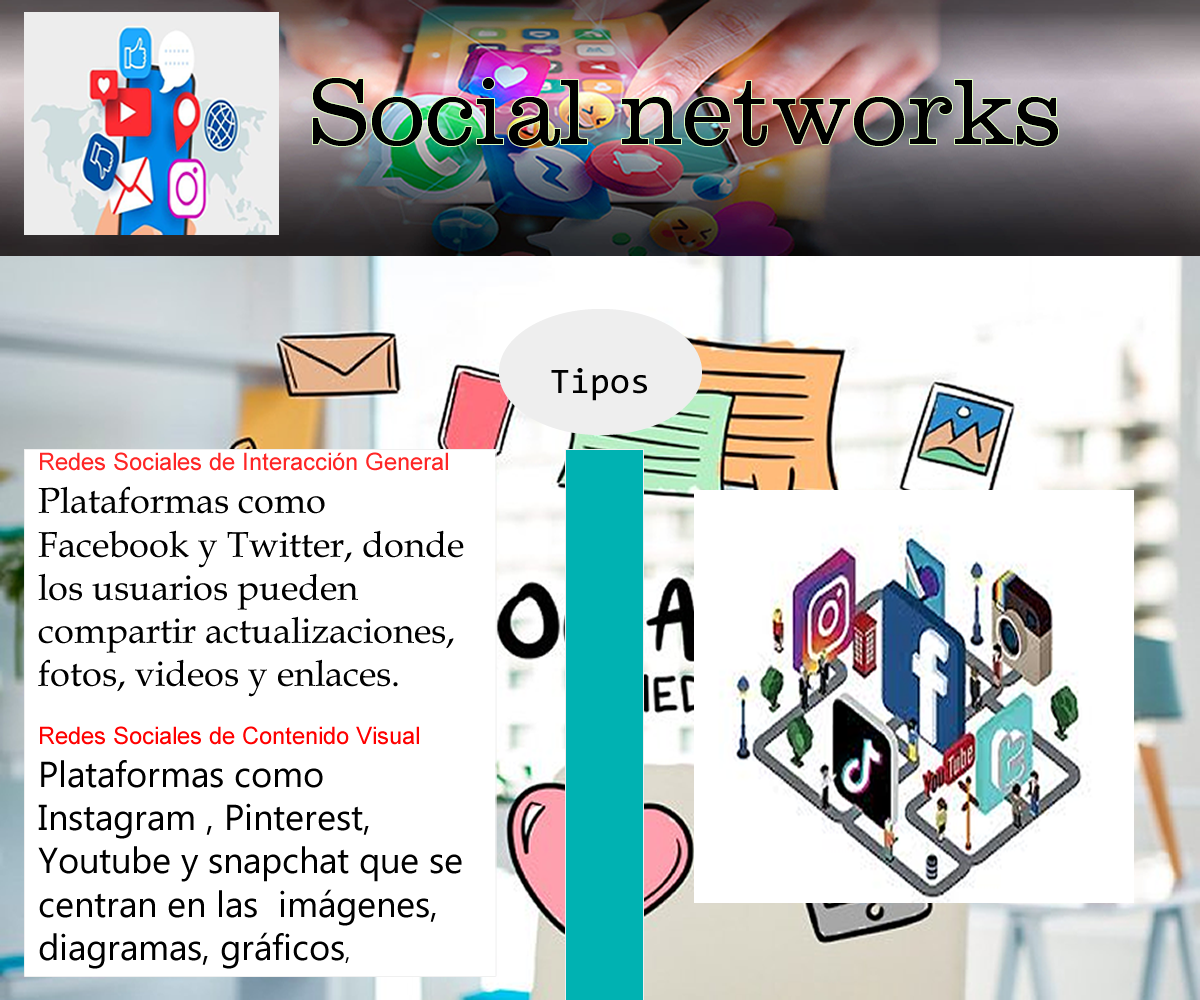 Social networks
Tipos
Redes Sociales de Interacción General
Plataformas como
Facebook y Twitter, donde
los usuarios pueden
compartir actualizaciones,
fotos, videos y enlaces.
Redes Sociales de Contenido Visual
Plataformas como
Instagram , Pinterest,
Youtube y snapchat que se
centran en las  imágenes,
diagramas, gráficos,
YouTube